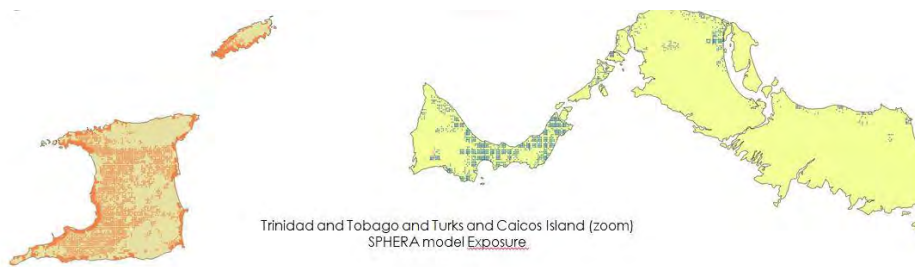 Trinidad and Tobago and Turks and Caicos Island (zoom)
SPHERA model Exposure